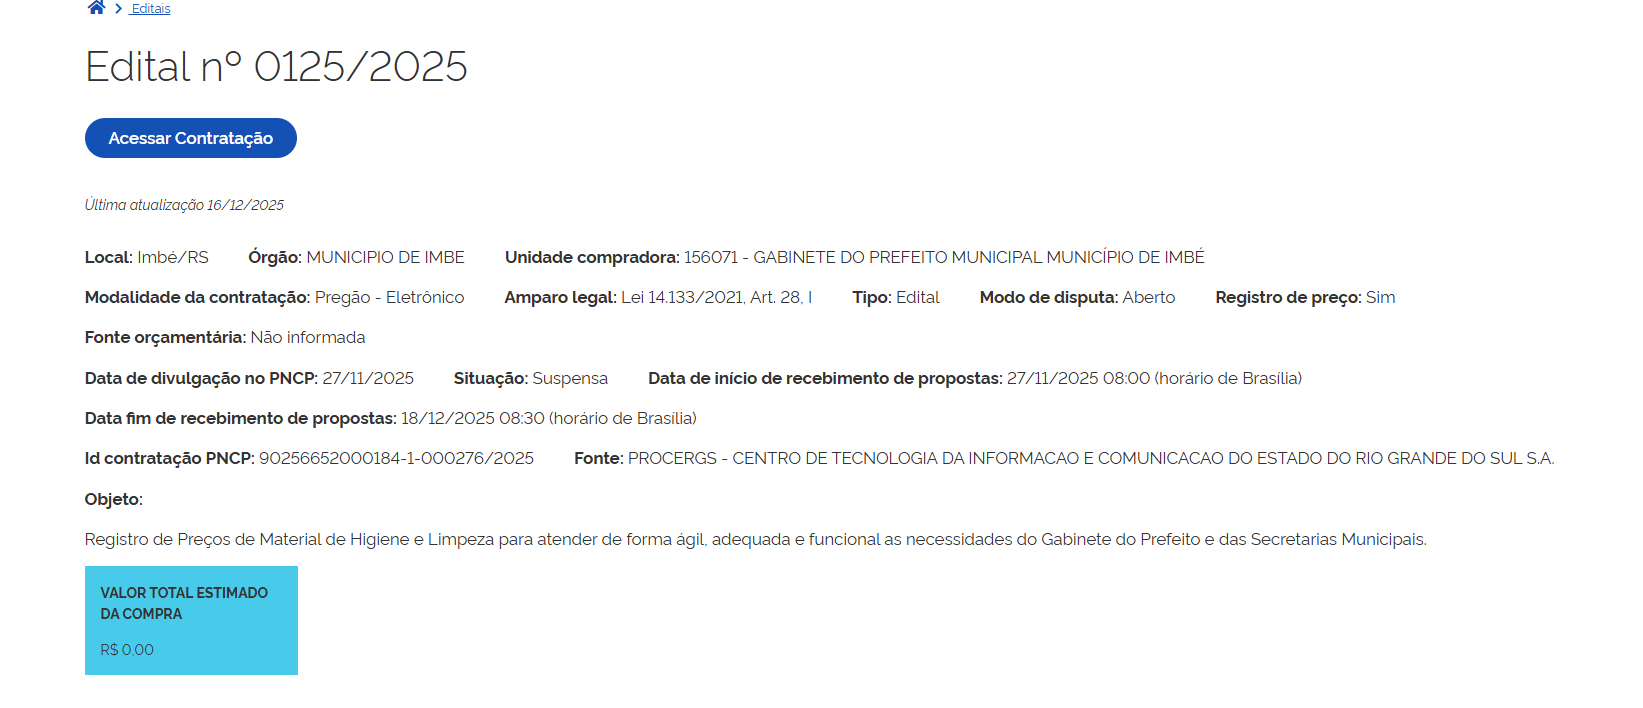 Editais
Edital nº 0125/2025
Acessar Contratação
Última atualização 16/12/2025
Local: Imbé/RS Órgão: MUNICIPIO DE IMBE Unidade compradora: 156071 - GABINETE DO PREFEITO MUNICIPAL MUNICÍPIO DE IMBÉ
Modalidade da contratação: Pregão - Eletrônico Amparo legal: Lei 14.133/2021, Art. 28, I Tipo: Edital Modo de disputa: Aberto Registro de preço: Sim
Fonte orçamentária: Não informada
Data de divulgação no PNCP: 27/11/2025 Situação: Suspensa Data de início de recebimento de propostas: 27/11/2025 08:00 (horário de Brasília)
Data fim de recebimento de propostas: 18/12/2025 08:30 (horário de Brasília)
Id contratação PNCP: 90256652000184-1-000276/2025 Fonte: PROCERGS - CENTRO DE TECNOLOGIA DA INFORMACAO E COMUNICACAO DO ESTADO DO RIO GRANDE DO SUL S.A.
Objeto:
Registro de Preços de Material de Higiene e Limpeza para atender de forma ágil, adequada e funcional as necessidades do Gabinete do Prefeito e das Secretarias Municipais.
VALOR TOTAL ESTIMADO
DA COMPRA
R$ 0,00